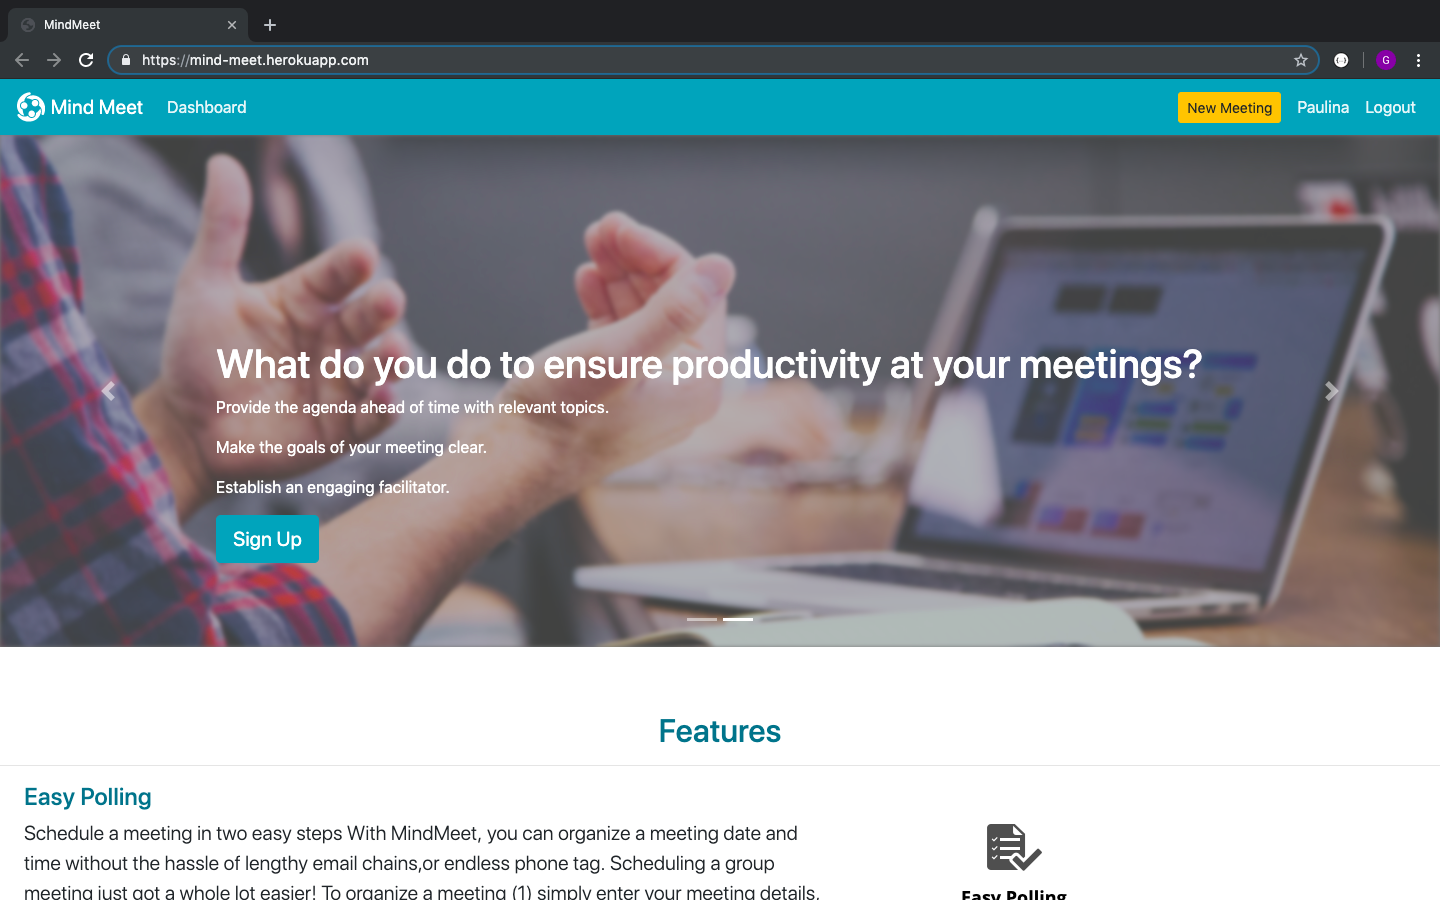 MindMeet
https://mind-meet.herokuapp.com
G
Mind Meet
Dashboard
New Meeting
Paulina
Logout
What do you do to ensure productivity at your meetings?
Provide the agenda ahead of time with relevant topics.
Make the goals of your meeting clear.
Establish an engaging facilitator.
Sign Up
Features
Easy Polling
Schedule a meeting in two easy steps With MindMeet, you can organize a meeting date and
time without the hassle of lengthy email chains,or endless phone tag. Scheduling a group
meeting just got a whole lot easier! To organize a meeting (1) simply enter your meeting details,
Easy Polling